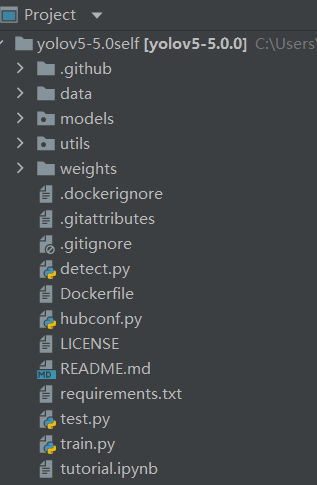 Project
yolov5-5.0self [yolov5-5.0.0] C:\Users\
.github
data
models
utils
weights
.dockerignore
.gitattributes
.gitignore
detect.py
Dockerfile
hubconf.py
LICENSE
MD README.md
requirements.txt
test.py
train.py
tutorial.ipynb